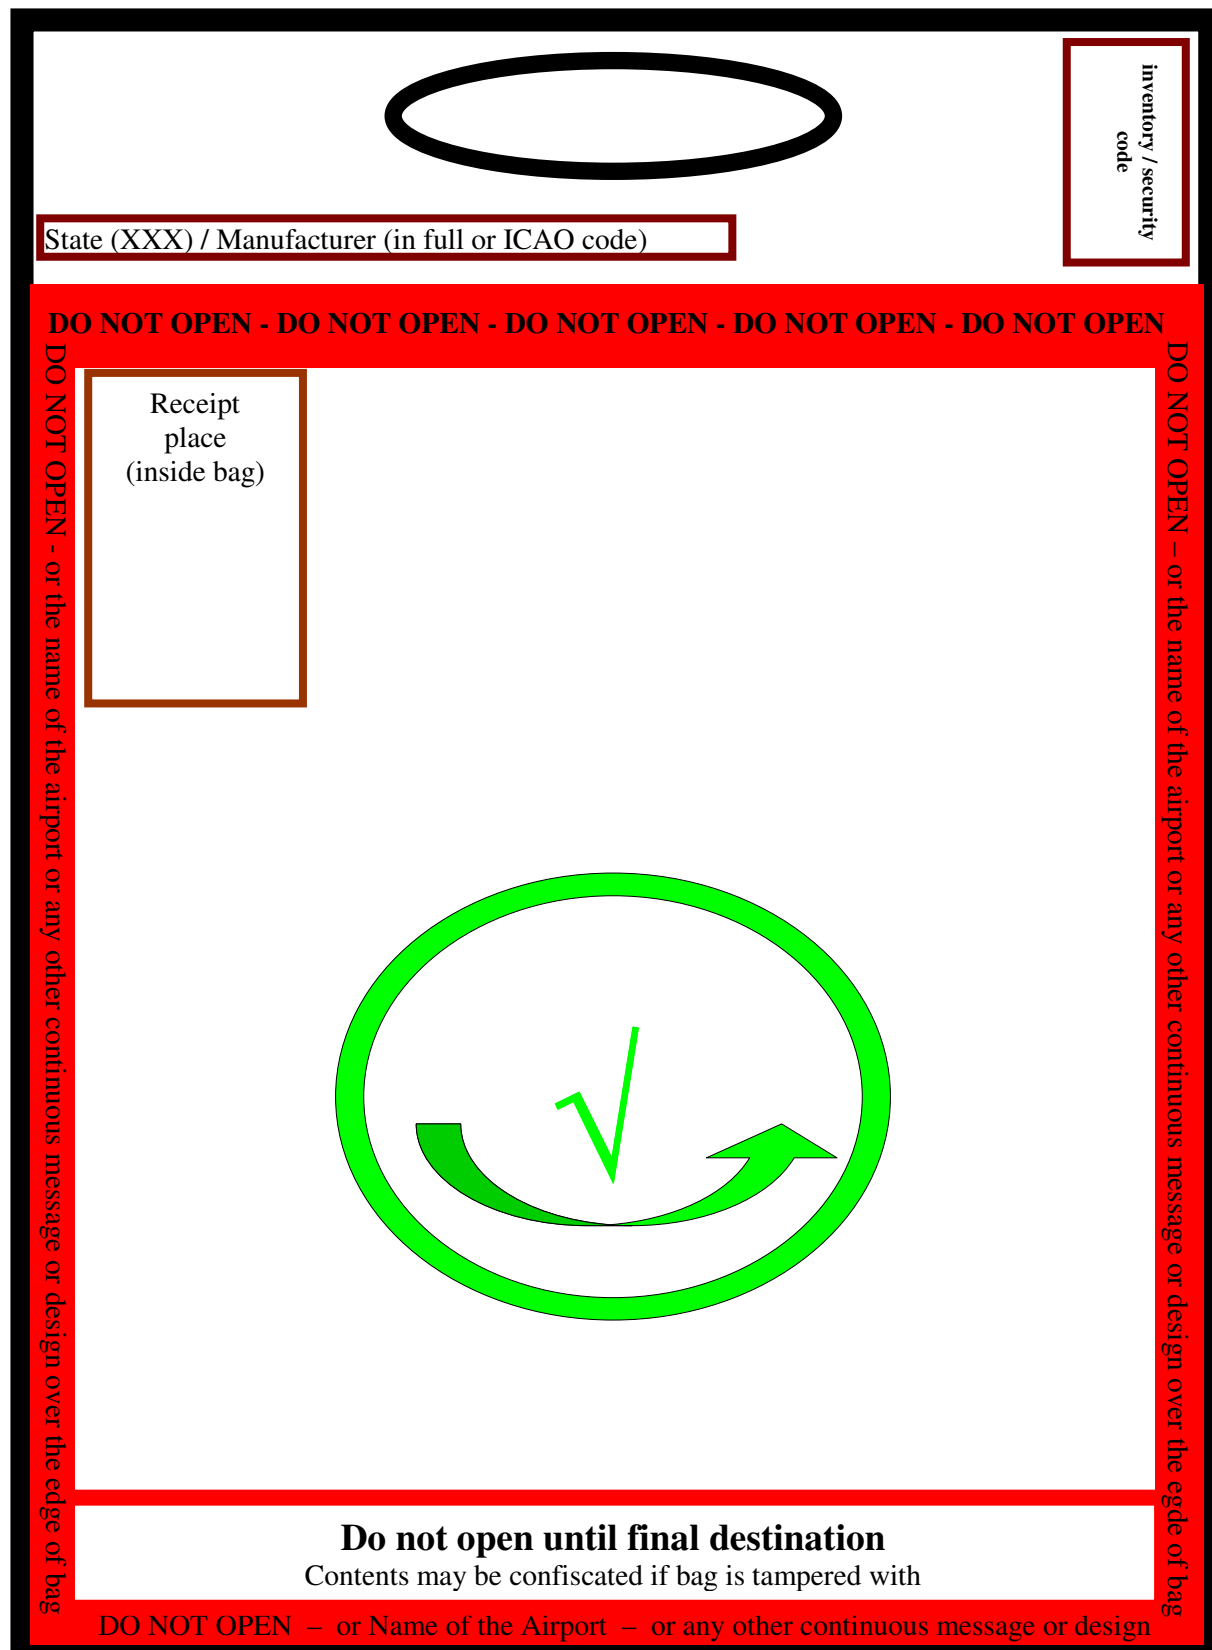 inventory / security
code
State (XXX) / Manufacturer (in full or ICAO code)
DO NOT OPEN - DO NOT OPEN - DO NOT OPEN - DO NOT OPEN - DO NOT OPEN
DO NOT OPEN - or the name of the airport or any other continuous message or design over the edge of bag
Receipt
place
(inside bag)
DO NOT OPEN – or the name of the airport or any other continuous message or design over the egde of bag
Do not open until final destination
Contents may be confiscated if bag is tampered with
DO NOT OPEN – or Name of the Airport – or any other continuous message or design